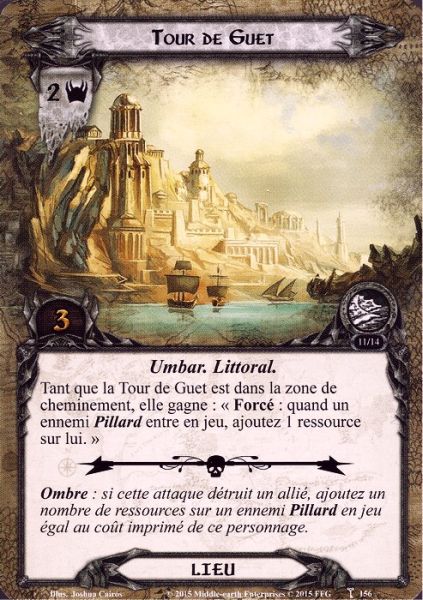 Tour de Guet
2
3
11/14
Umbar. Littoral.
Tant que la Tour de Guet est dans la zone de
cheminement, elle gagne : « Forcé : quand un
ennemi Pillard entre en jeu, ajoutez 1 ressource
sur lui. »
Ombre : si cette attaque détruit un allié, ajoutez un
nombre de ressources sur un ennemi Pillard en jeu
égal au coût imprimé de ce personnage.
LIEU
Illus. Joshua Cairós © 2015 Middle-earth Enterprises © 2015 FFG 156